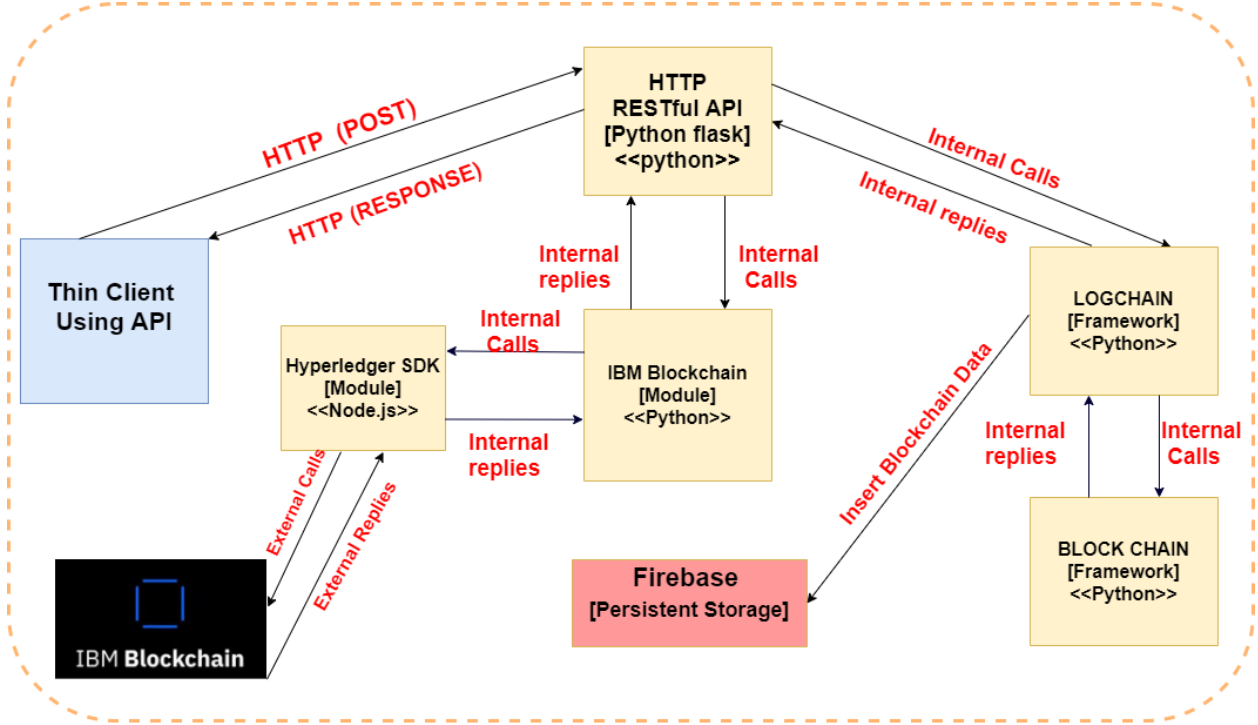 HTTP
RESTful API
[Python flask]
<<python>>
HTTP  (POST)
HTTP (RESPONSE)
Internal Calls
Internal replies
Thin Client
Using API
Internal
replies
Internal
Calls
LOGCHAIN
[Framework]
<<Python>>
Internal
Calls
Hyperledger SDK
[Module]
<<Node.js>>
IBM Blockchain
[Module]
<<Python>>
Internal
replies
Insert Blockchain Data
Internal
replies
Internal
Calls
External Calls
External Replies
IBM Blockchain
Firebase
[Persistent Storage]
BLOCK CHAIN
[Framework]
<<Python>>